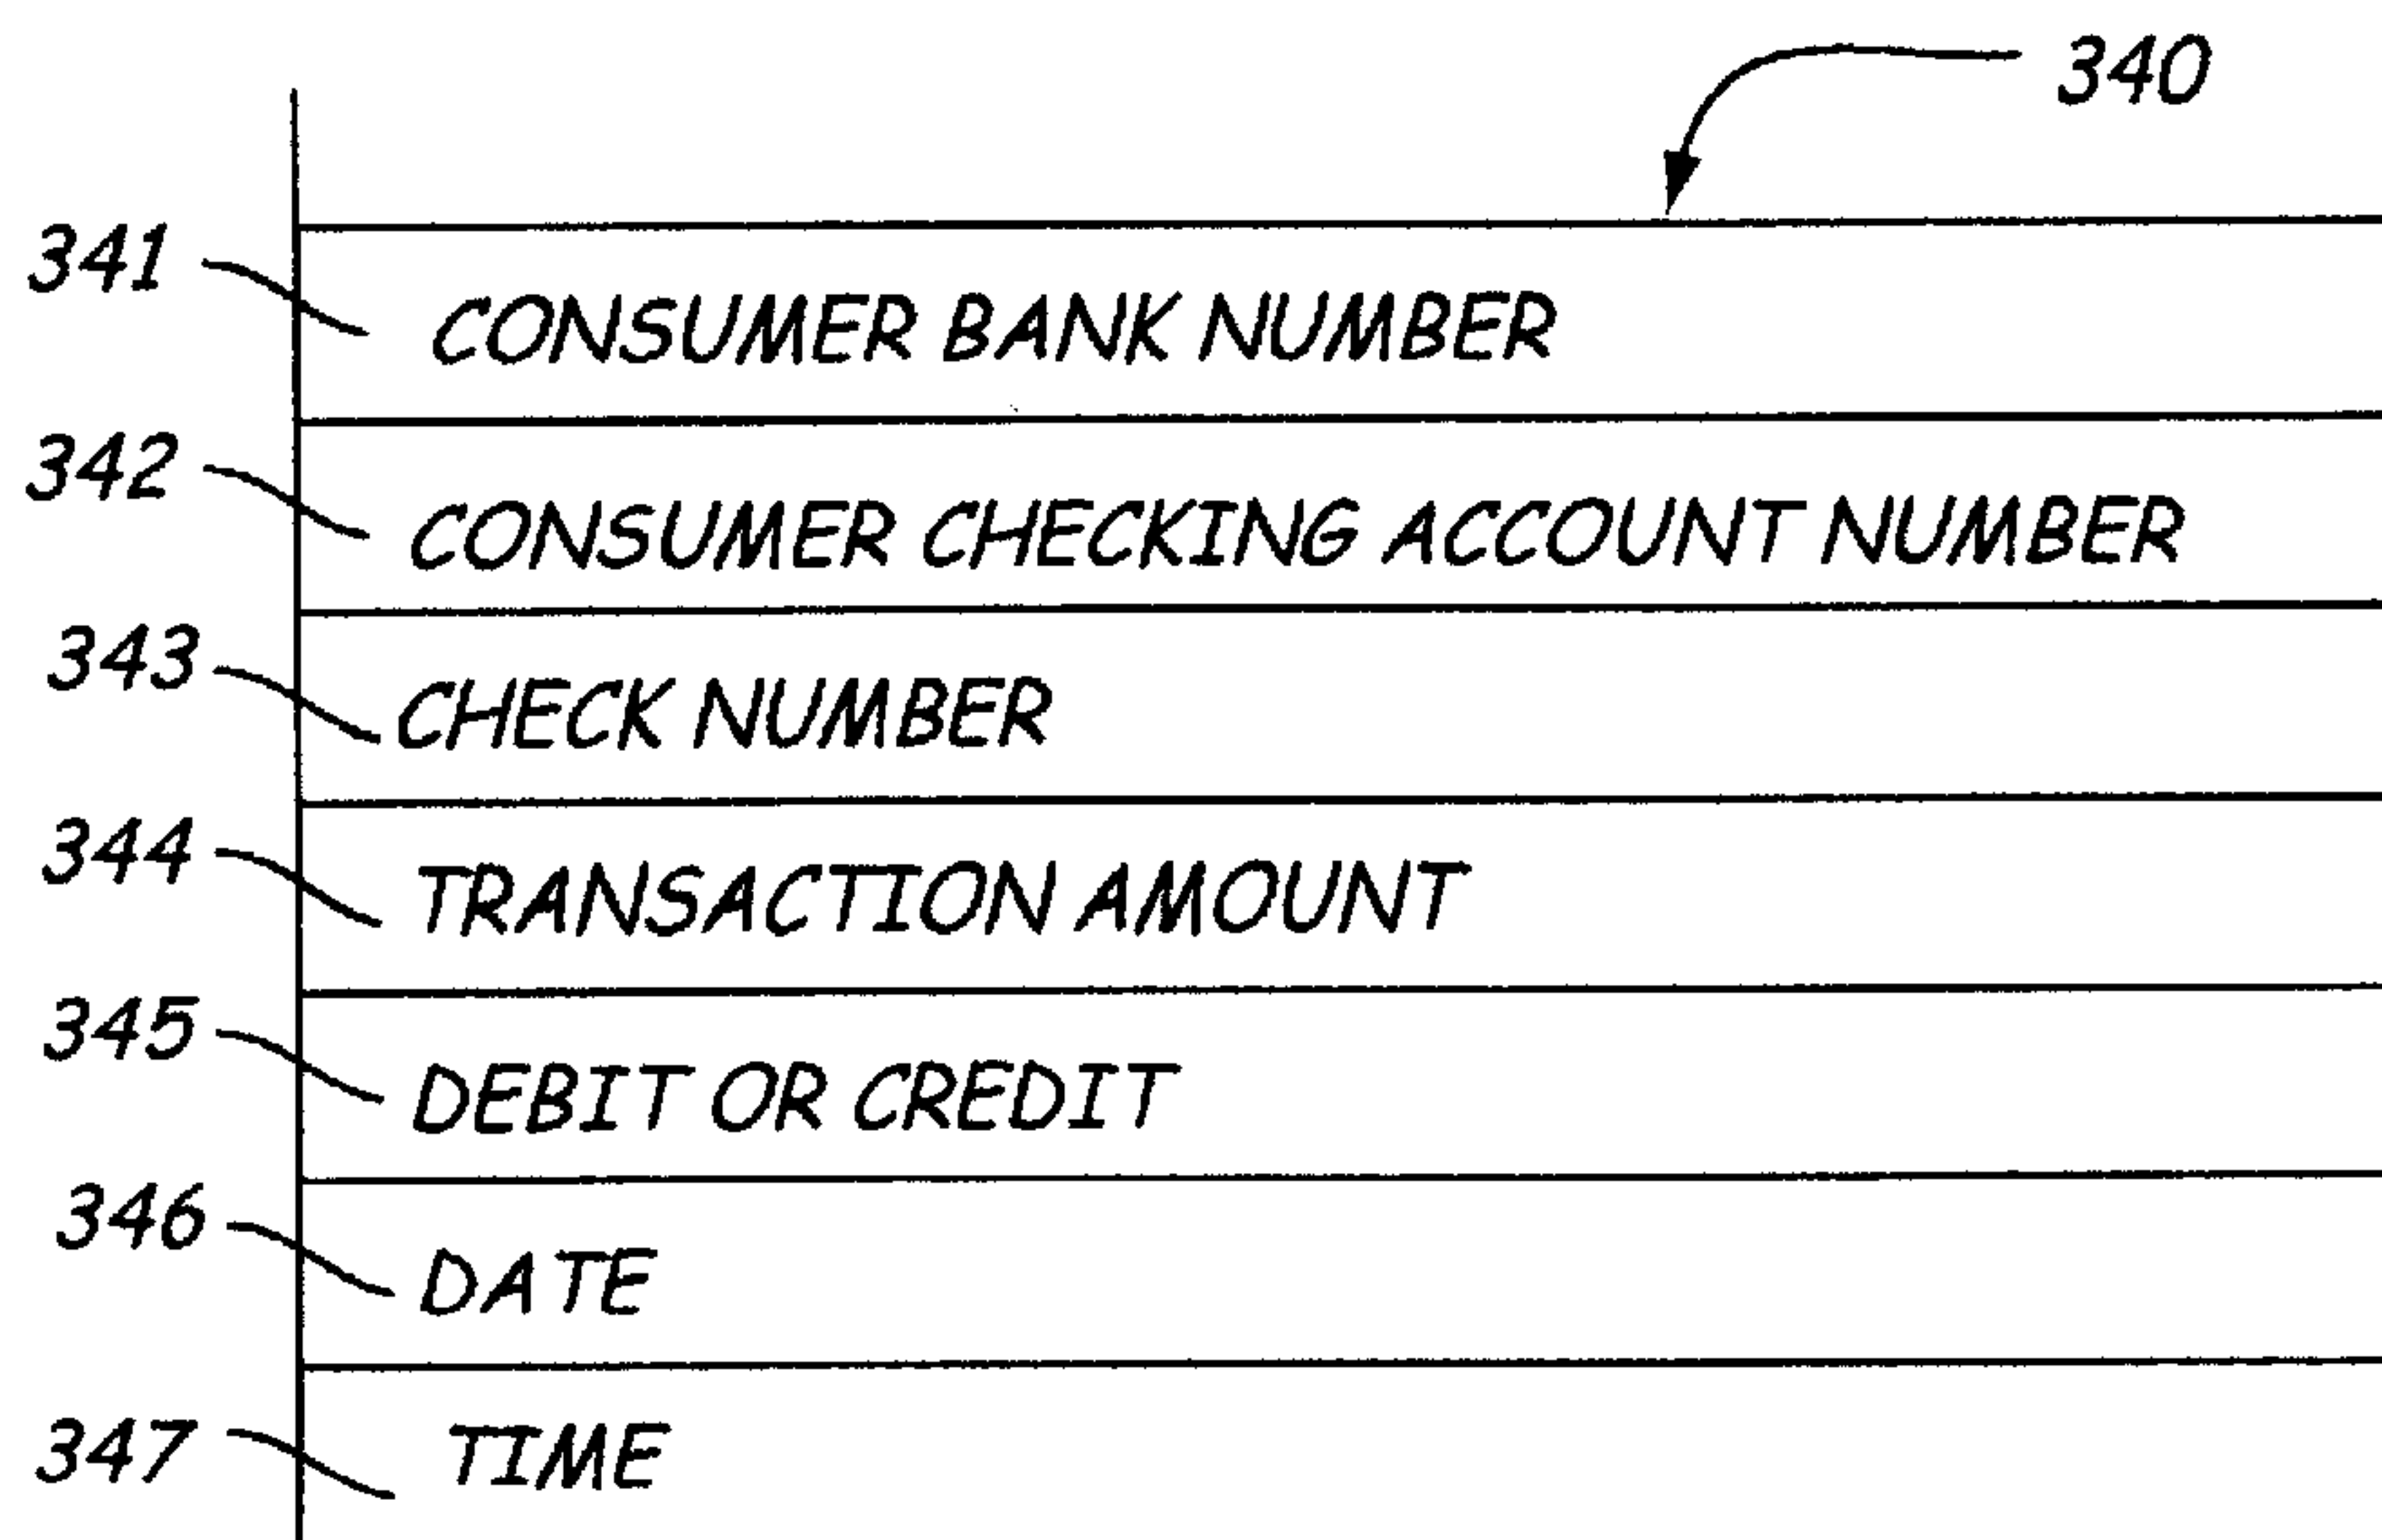 340
341 CONSUMER BANK NUMBER
342 CONSUMER CHECKING ACCOUNT NUMBER
343 CHECK NUMBER
344 TRANSACTION AMOUNT
345 DEBIT OR CREDIT
346 DATE
347 TIME